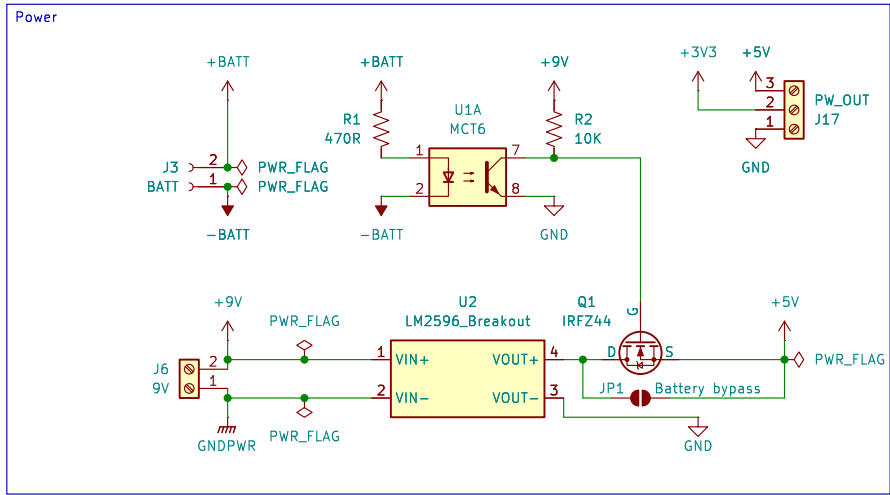 Power
+BATT
+BATT
+9V
+3V3
+5V
U1A
MCT6
R1
470R
R2
10K
3
2
1
PW_OUT
J17
GND
1
7
2
8
J3
2
PWR_FLAG
BATT
1
PWR_FLAG
-BATT
-BATT
GND
+9V
PWR_FLAG
U2
LM2596_Breakout
Q1
IRFZ44
G
+5V
J6
9V
2
1
1
VIN+
VOUT+
4
D
S
PWR_FLAG
JP1
Battery bypass
2
VIN-
VOUT-
3
PWR_FLAG
GNDPWR
GND